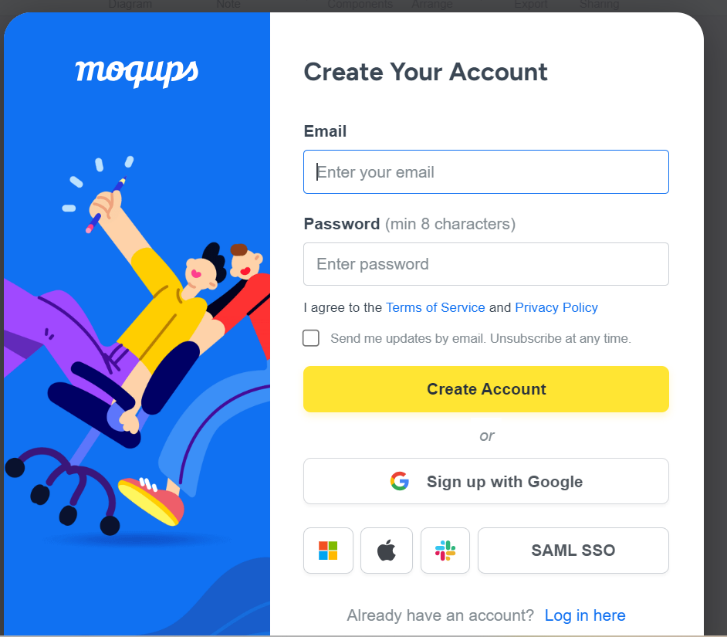 Diagram Note Components Arrange Export Sharing
moqups
Create Your Account
Email
Enter your email
Password (min 8 characters)
Enter password
I agree to the Terms of Service and Privacy Policy
Send me updates by email. Unsubscribe at any time.
Create Account
or
Sign up with Google
SAML SSO
Already have an account? Log in here